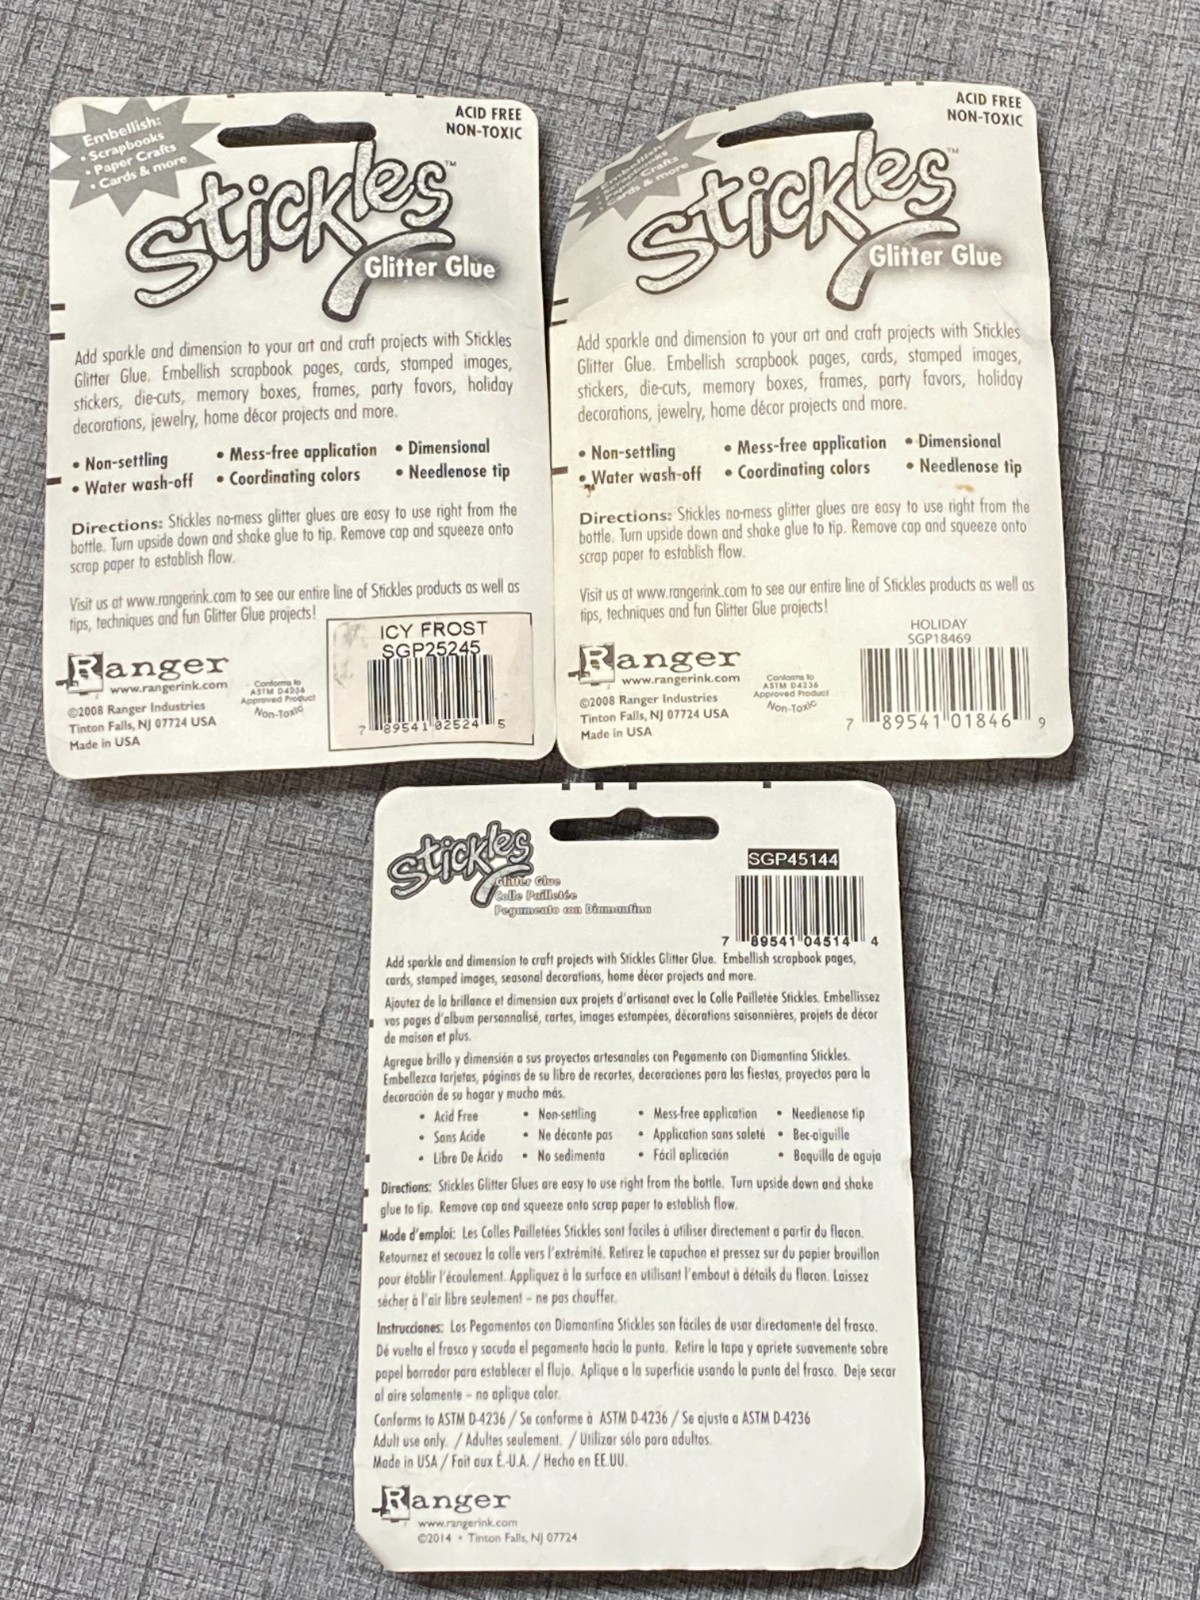 Embellish:
• Scrapbooks
• Paper Crafts
• Cards & more
ACID FREE
NON-TOXIC
Stickles™
Glitter Glue
Add sparkle and dimension to your art and craft projects with Stickles
Glitter Glue. Embellish scrapbook pages, cards, stamped images,
stickers, die-cuts, memory boxes, frames, party favors, holiday
decorations, jewelry, home décor projects and more.
• Non-settling • Mess-free application • Dimensional
• Water wash-off • Coordinating colors • Needlenose tip
Directions: Stickles no-mess glitter glues are easy to use right from the
bottle. Turn upside down and shake glue to tip. Remove cap and squeeze onto
scrap paper to establish flow.
Visit us at www.rangerink.com to see our entire line of Stickles products as well as
tips, techniques and fun Glitter Glue projects!
Ranger
www.rangerink.com
©2008 Ranger Industries
Tinton Falls, NJ 07724 USA
Made in USA
Conforms to
ASTM D4236
Approved Product
Non-Toxic
ICY FROST
SGP25245
7 89541 02524 5
Embellish:
Scrapbooks
Paper Crafts
Cards & more
ACID FREE
NON-TOXIC
Stickles™
Glitter Glue
Add sparkle and dimension to your art and craft projects with Stickles
Glitter Glue. Embellish scrapbook pages, cards, stamped images,
stickers, die-cuts, memory boxes, frames, party favors, holiday
decorations, jewelry, home décor projects and more.
• Non-settling • Mess-free application • Dimensional
• Water wash-off • Coordinating colors • Needlenose tip
Directions: Stickles no-mess glitter glues are easy to use right from the
bottle. Turn upside down and shake glue to tip. Remove cap and squeeze onto
scrap paper to establish flow.
Visit us at www.rangerink.com to see our entire line of Stickles products as well as
tips, techniques and fun Glitter Glue projects!
Ranger
www.rangerink.com
©2008 Ranger Industries
Tinton Falls, NJ 07724 USA
Made in USA
Conforms to
ASTM D4236
Approved Product
Non-Toxic
HOLIDAY
SGP18469
7 89541 01846 9
Stickles
Glitter Glue
Colle Pailletée
Pegamento con Diamantina
SGP45144
7 89541 04514 4
Add sparkle and dimension to craft projects with Stickles Glitter Glue. Embellish scrapbook pages,
cards, stamped images, seasonal decorations, home décor projects and more.
Ajoutez de la brillance et dimension aux projets d'artisanat avec la Colle Pailletée Stickles. Embellissez
vos pages d'album personnalisé, cartes, images estampées, décorations saisonnières, projets de décor
de maison et plus.
Agregue brillo y dimensión a sus proyectos artesanales con Pegamento con Diamantina Stickles.
Embellezca tarjetas, páginas de su libro de recortes, decoraciones para las fiestas, proyectos para la
decoración de su hogar y mucho más.
• Acid Free • Non-settling • Mess-free application • Needlenose tip
• Sans Acide • Ne décante pas • Application sans saleté • Bec-aiguille
• Libre De Ácido • No sedimenta • Fácil aplicación • Boquilla de aguja
Directions: Stickles Glitter Glues are easy to use right from the bottle. Turn upside down and shake
glue to tip. Remove cap and squeeze onto scrap paper to establish flow.
Mode d'emploi: Les Colles Pailletées Stickles sont faciles à utiliser directement a partir du flacon.
Retournez et secouez la colle vers l'extrémité. Retirez le capuchon et pressez sur du papier brouillon
pour établir l'écoulement. Appliquez à la surface en utilisant l'embout à détails du flacon. Laissez
sécher à l'air libre seulement – ne pas chauffer.
Instrucciones: Los Pegamentos con Diamantina Stickles son fáciles de usar directamente del frasco.
Dé vuelta el frasco y sacuda el pegamento hacia la punta. Retire la tapa y apriete suavemente sobre
papel borrador para establecer el flujo. Aplique a la superficie usando la punta del frasco. Deje secar
al aire solamente – no aplique calor.
Conforms to ASTM D-4236 / Se conforme à ASTM D-4236 / Se ajusta a ASTM D-4236
Adult use only. / Adultes seulement. / Utilizar sólo para adultos.
Made in USA / Fait aux É.-U.A. / Hecho en EE.UU.
Ranger
www.rangerink.com
©2014 • Tinton Falls, NJ 07724